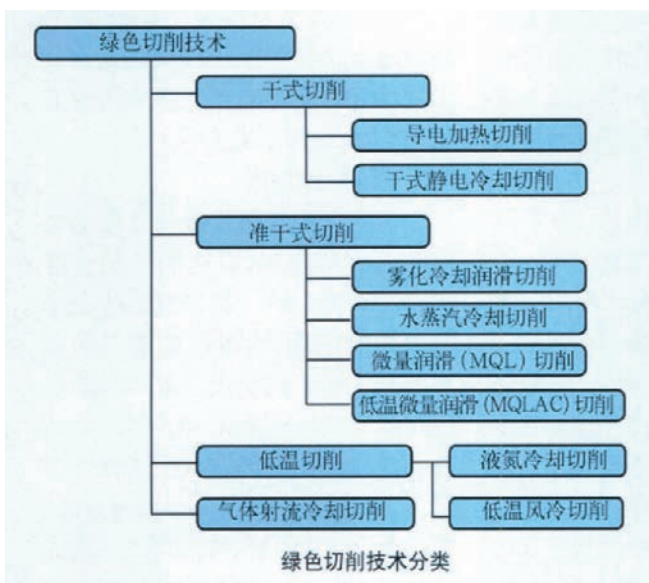 绿色切削技术
干式切削
导电加热切削
干式静电冷却切削
准干式切削
雾化冷却润滑切削
水蒸汽冷却切削
微量润滑(MQL)切削
低温微量润滑(MQLAC)切削
低温切削
液氮冷却切削
气体射流冷却切削
低温风冷切削
绿色切削技术分类